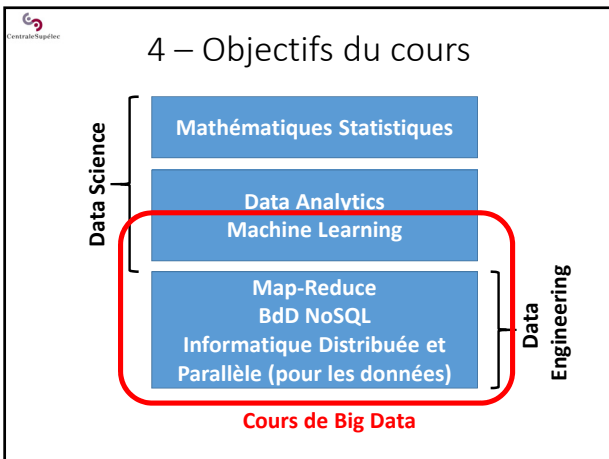 CentraleSupélec
4 – Objectifs du cours
Data Science
Mathématiques Statistiques
Data Analytics
Machine Learning
Map-Reduce
BdD NoSQL
Informatique Distribuée et
Parallèle (pour les données)
Data
Engineering
Cours de Big Data